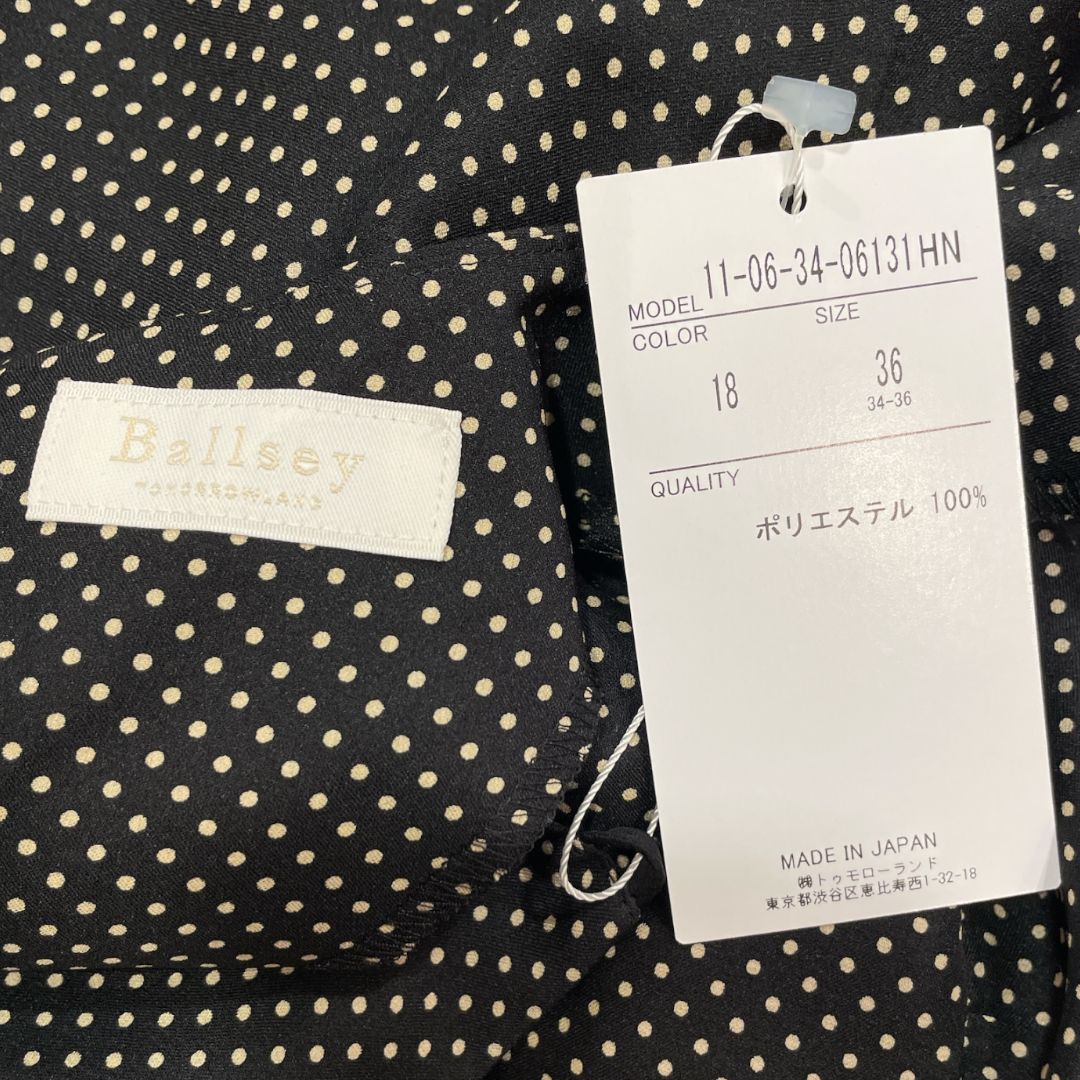 Ballsey
TOMORROWLAND
MODEL 11-06-34-06131HN
COLOR SIZE
18 36
34-36
QUALITY
ポリエステル 100%
MADE IN JAPAN
㈱トゥモローランド
東京都渋谷区恵比寿西1-32-18